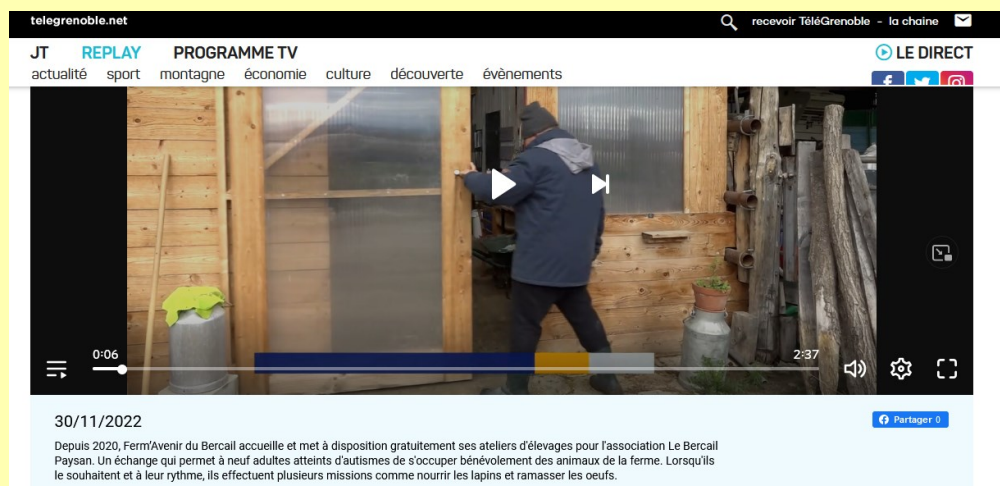 telegrenoble.net
recevoir TéléGrenoble - la chaine
JT REPLAY PROGRAMME TV
LE DIRECT
actualité sport montagne économie culture découverte évènements
0:06
2:37
30/11/2022
Partager 0
Depuis 2020, Ferm'Avenir du Bercail accueille et met à disposition gratuitement ses ateliers d'élevages pour l'association Le Bercail
Paysan. Un échange qui permet à neuf adultes atteints d'autismes de s'occuper bénévolement des animaux de la ferme. Lorsqu'ils
le souhaitent et à leur rythme, ils effectuent plusieurs missions comme nourrir les lapins et ramasser les oeufs.